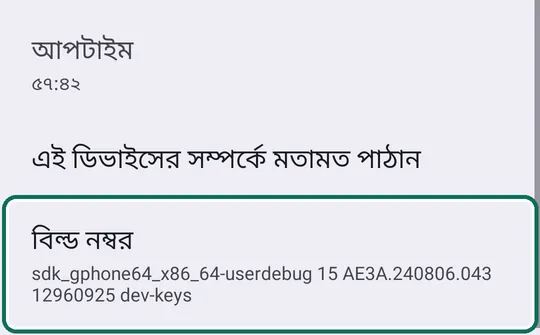 আপটাইম
৫৭:৪২
এই ডিভাইসের সম্পর্কে মতামত পাঠান
বিল্ড নম্বর
sdk_gphone64_x86_64-userdebug 15 AE3A.240806.043
12960925 dev-keys